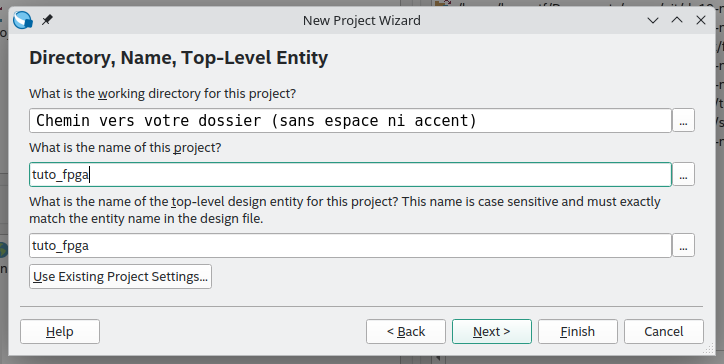 New Project Wizard
Directory, Name, Top-Level Entity
What is the working directory for this project?
Chemin vers votre dossier (sans espace ni accent)
...
What is the name of this project?
tuto_fpga
...
What is the name of the top-level design entity for this project? This name is case sensitive and must exactly
match the entity name in the design file.
tuto_fpga
...
Use Existing Project Settings...
Help
< Back
Next >
Finish
Cancel